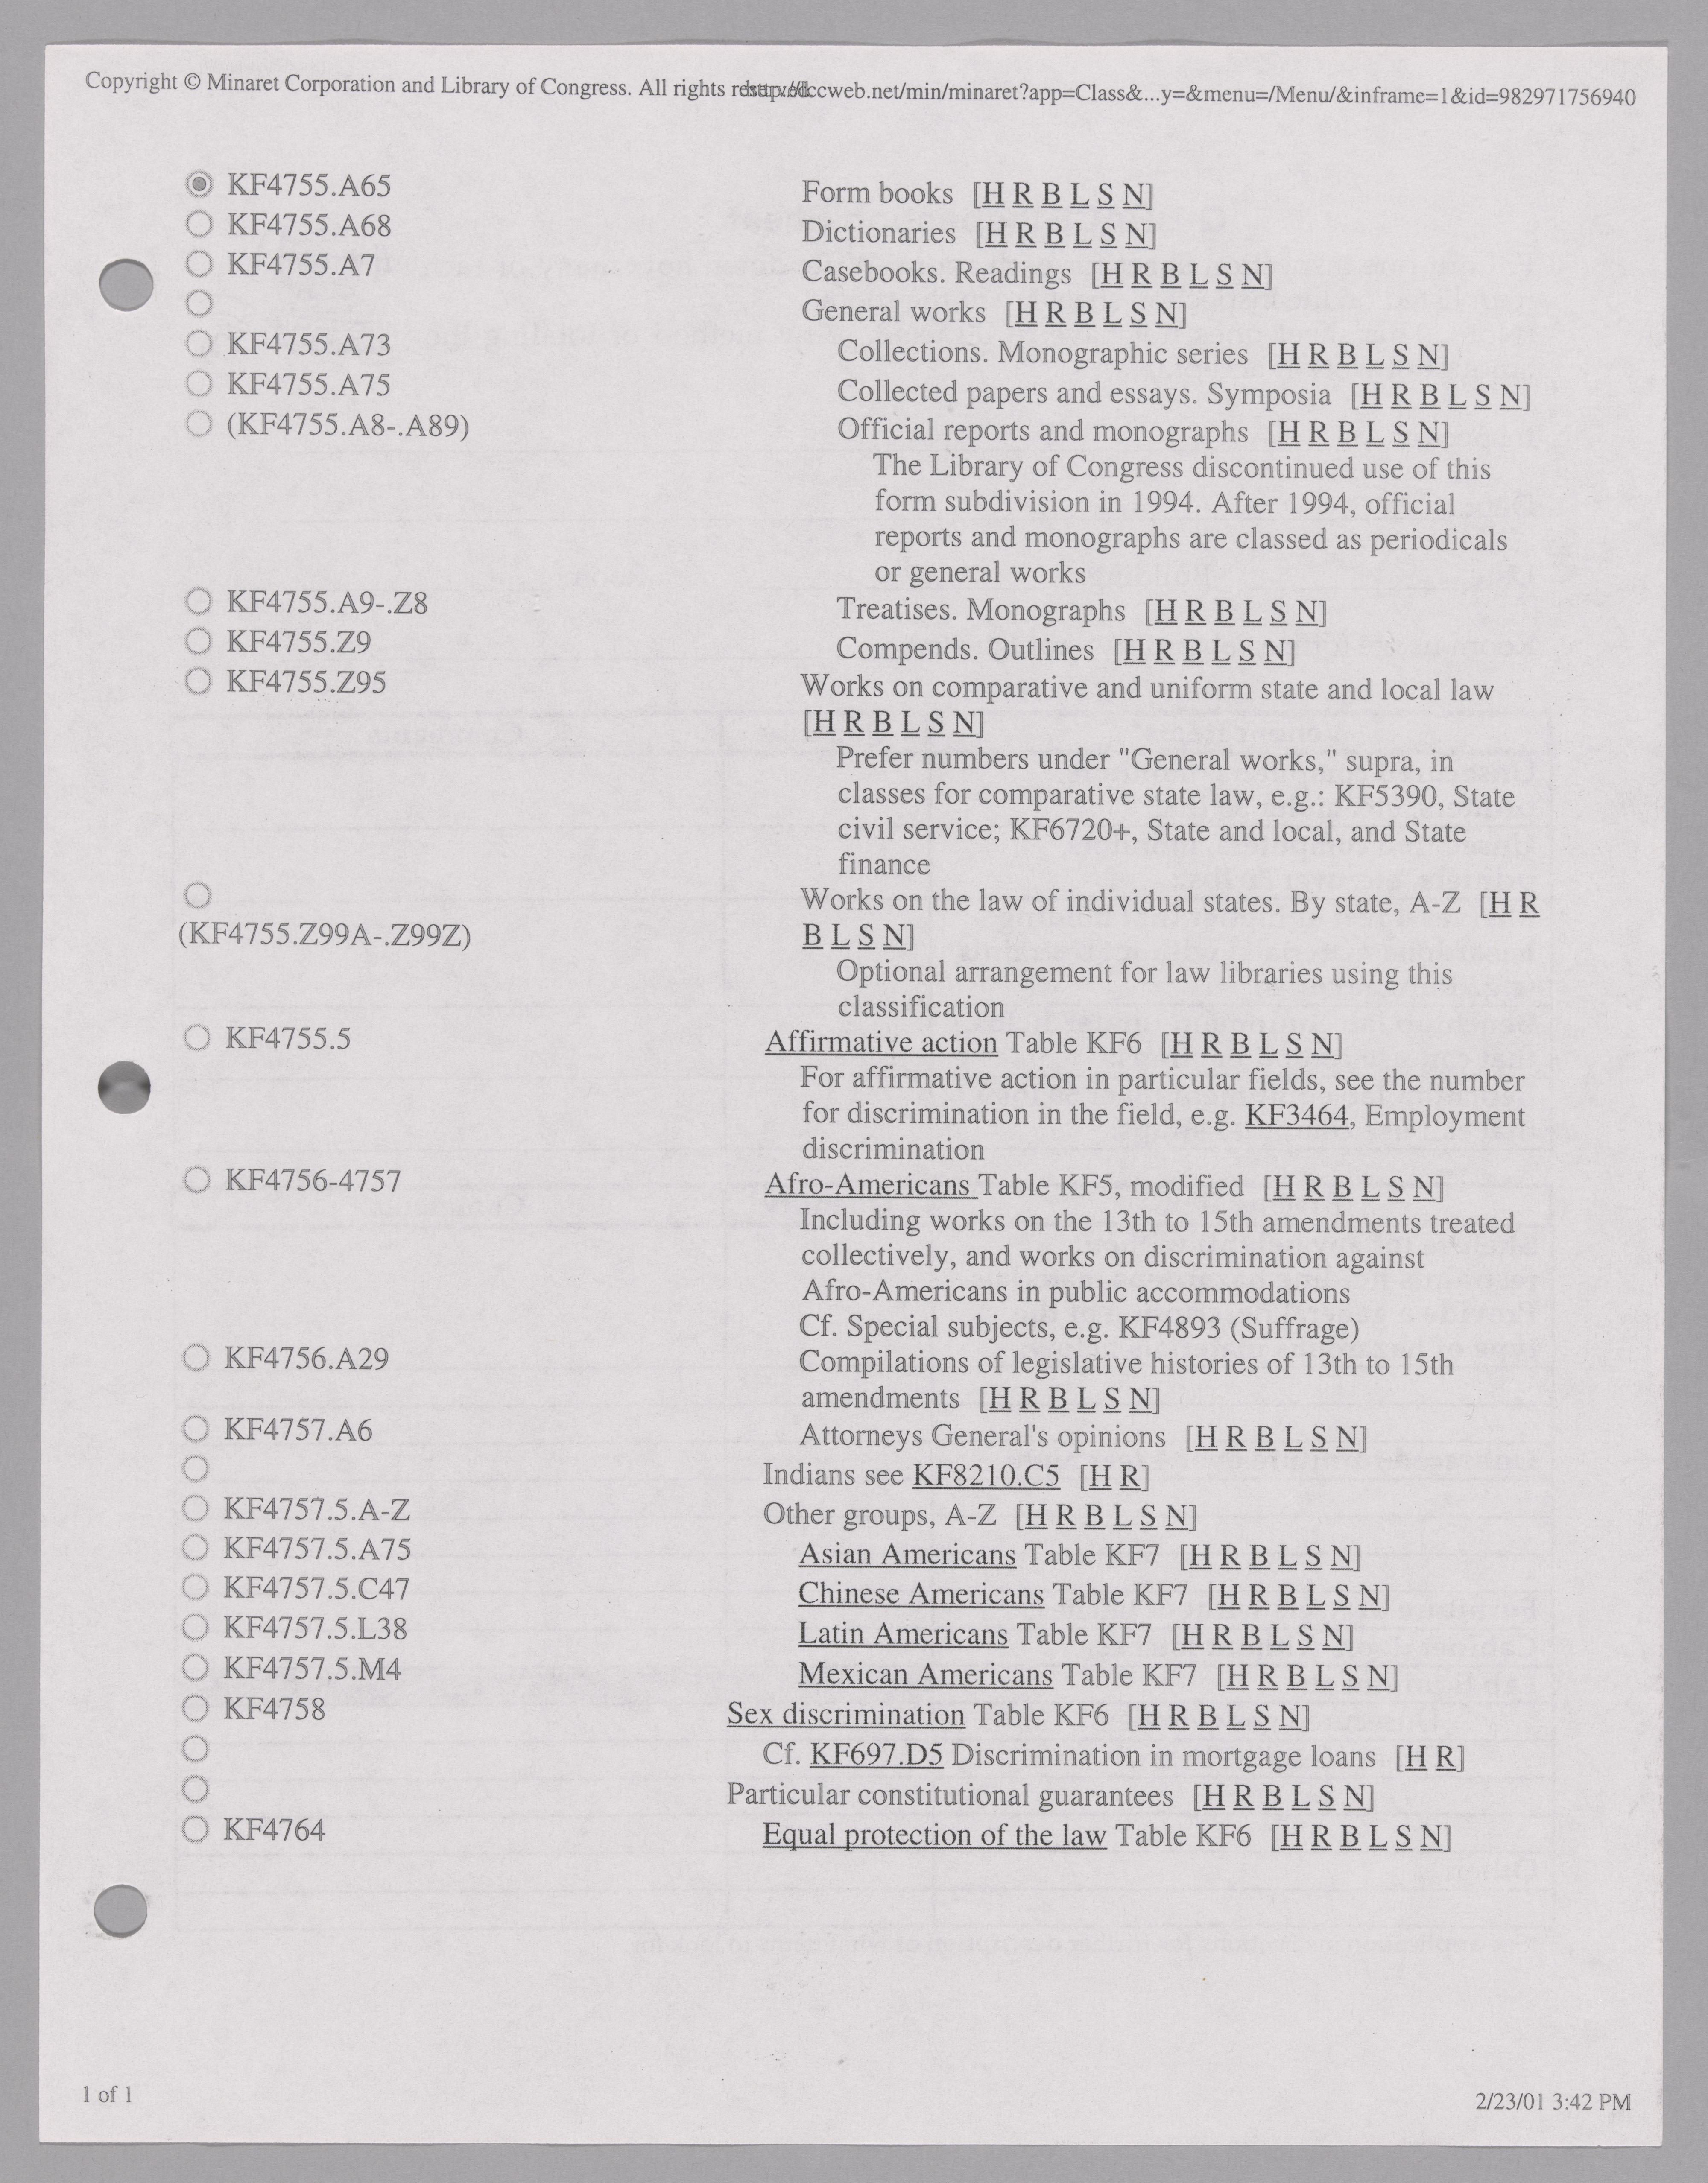 Copyright © Minaret Corporation and Library of Congress. All rights reserved. http://lccweb.net/min/minaret?app=Class&...y=&menu=/Menu/&inframe=1&id=982971756940
KF4755.A65 Form books [H R B L S N]
KF4755.A68 Dictionaries [H R B L S N]
KF4755.A7 Casebooks. Readings [H R B L S N]
General works [H R B L S N]
KF4755.A73 Collections. Monographic series [H R B L S N]
KF4755.A75 Collected papers and essays. Symposia [H R B L S N]
(KF4755.A8-.A89) Official reports and monographs [H R B L S N]
The Library of Congress discontinued use of this
form subdivision in 1994. After 1994, official
reports and monographs are classed as periodicals
or general works
KF4755.A9-.Z8 Treatises. Monographs [H R B L S N]
KF4755.Z9 Compends. Outlines [H R B L S N]
KF4755.Z95 Works on comparative and uniform state and local law
[H R B L S N]
Prefer numbers under "General works," supra, in
classes for comparative state law, e.g.: KF5390, State
civil service; KF6720+, State and local, and State
finance
Works on the law of individual states. By state, A-Z [H R
(KF4755.Z99A-.Z99Z) B L S N]
Optional arrangement for law libraries using this
classification
KF4755.5 Affirmative action Table KF6 [H R B L S N]
For affirmative action in particular fields, see the number
for discrimination in the field, e.g. KF3464, Employment
discrimination
KF4756-4757 Afro-Americans Table KF5, modified [H R B L S N]
Including works on the 13th to 15th amendments treated
collectively, and works on discrimination against
Afro-Americans in public accommodations
Cf. Special subjects, e.g. KF4893 (Suffrage)
KF4756.A29 Compilations of legislative histories of 13th to 15th
amendments [H R B L S N]
KF4757.A6 Attorneys General's opinions [H R B L S N]
Indians see KF8210.C5 [H R]
KF4757.5.A-Z Other groups, A-Z [H R B L S N]
KF4757.5.A75 Asian Americans Table KF7 [H R B L S N]
KF4757.5.C47 Chinese Americans Table KF7 [H R B L S N]
KF4757.5.L38 Latin Americans Table KF7 [H R B L S N]
KF4757.5.M4 Mexican Americans Table KF7 [H R B L S N]
KF4758 Sex discrimination Table KF6 [H R B L S N]
Cf. KF697.D5 Discrimination in mortgage loans [H R]
Particular constitutional guarantees [H R B L S N]
KF4764 Equal protection of the law Table KF6 [H R B L S N]
1 of 1 2/23/01 3:42 PM